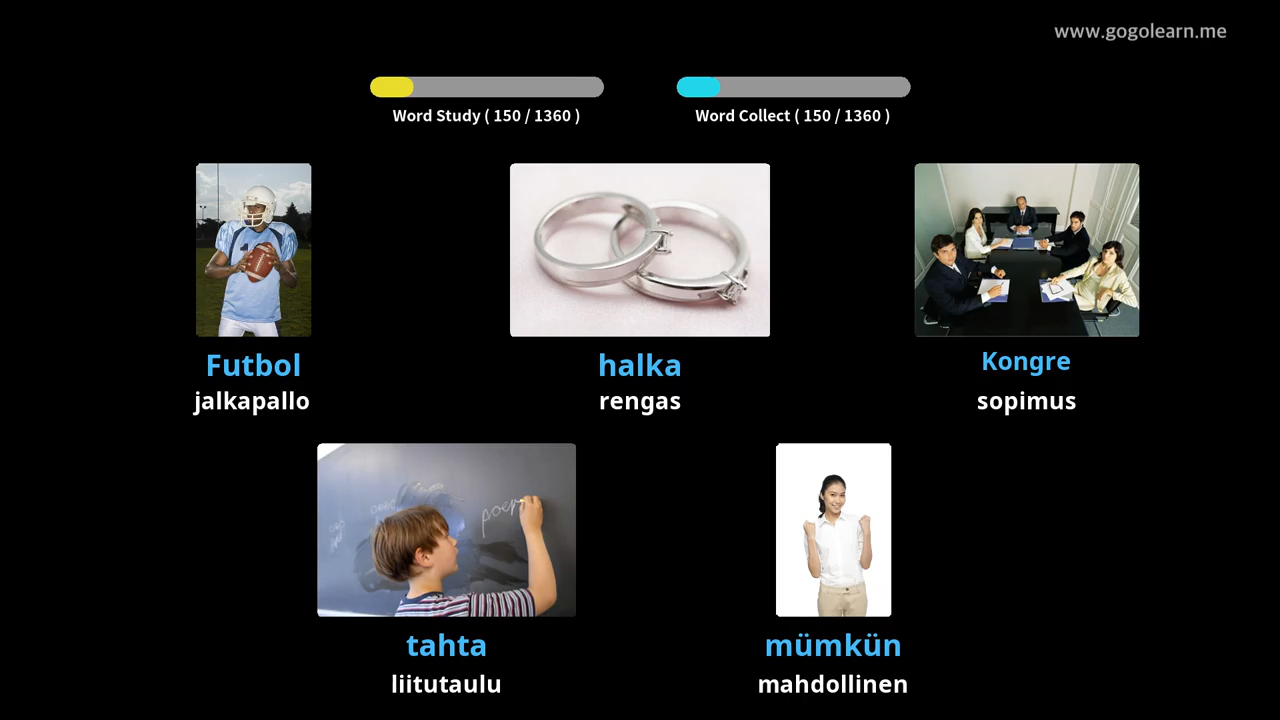 www.gogolearn.me
Word Study ( 150 / 1360 )
Word Collect ( 150 / 1360 )
Futbol
jalkapallo
halka
rengas
Kongre
sopimus
tahta
liitutaulu
mümkün
mahdollinen